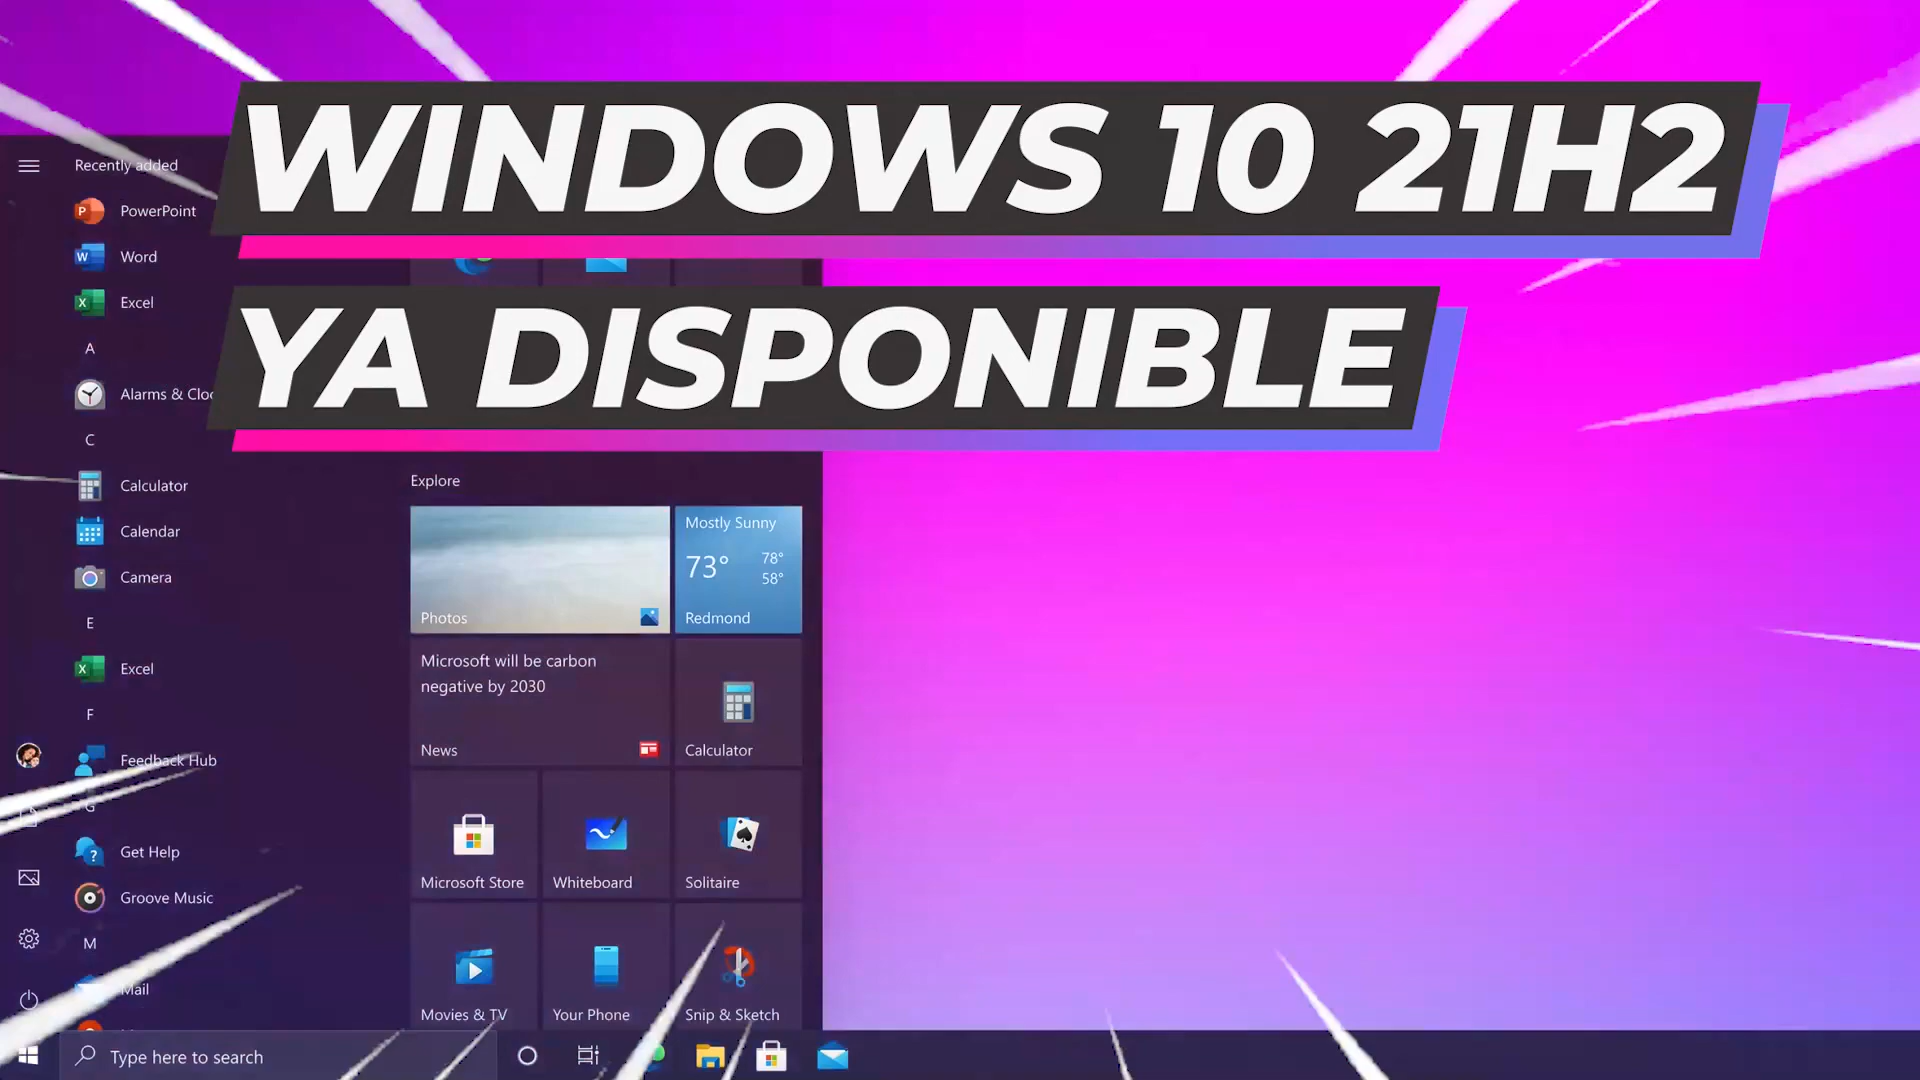 WINDOWS 10 21H2
YA DISPONIBLE
Recently added
PowerPoint
Word
Excel
A
Alarms & Cloc
C
Calculator
Calendar
Camera
E
Excel
F
Feedback Hub
G
Get Help
Groove Music
M
Mail
Explore
Photos
Mostly Sunny
73°
78°
58°
Redmond
Microsoft will be carbon
negative by 2030
News
Calculator
Microsoft Store
Whiteboard
Solitaire
Movies & TV
Your Phone
Snip & Sketch
Type here to search